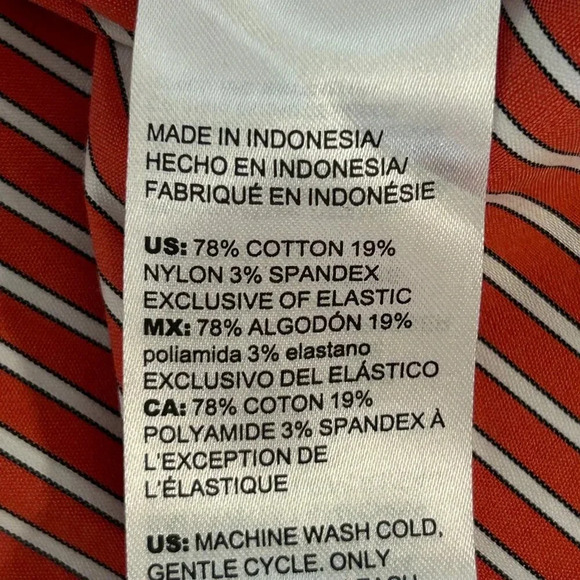 MADE IN INDONESIA/
HECHO EN INDONESIA/
FABRIQUÉ EN INDONÉSIE
US: 78% COTTON 19%
NYLON 3% SPANDEX
EXCLUSIVE OF ELASTIC
MX: 78% ALGODÓN 19%
poliamida 3% elastano
EXCLUSIVO DEL ELÁSTICO
CA: 78% COTON 19%
POLYAMIDE 3% SPANDEX À
L'EXCEPTION DE
L'ÉLASTIQUE
US: MACHINE WASH COLD,
GENTLE CYCLE. ONLY